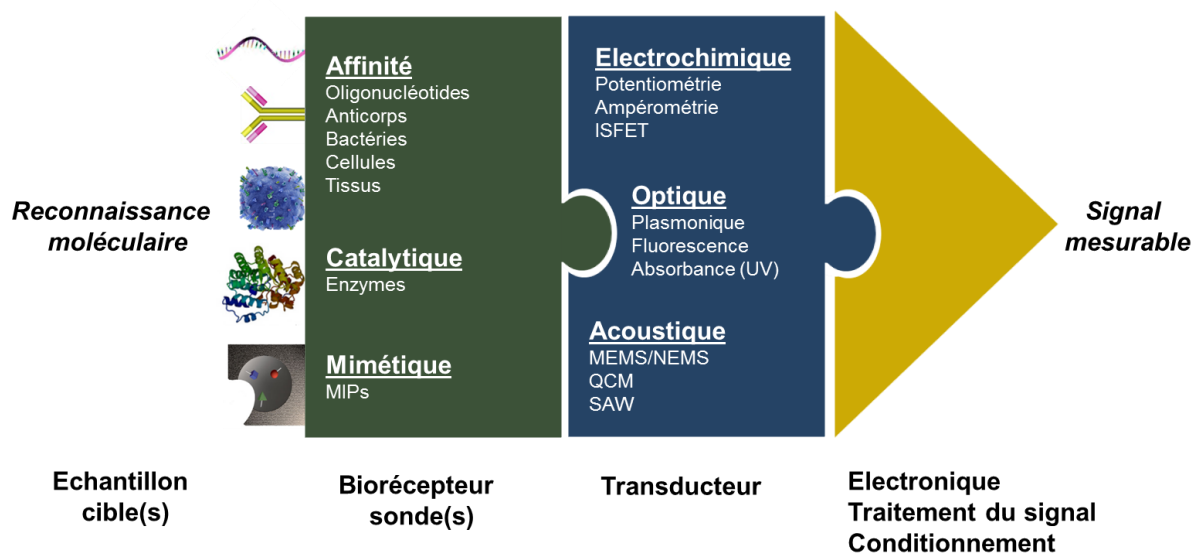 Reconnaissance
moléculaire
Affinité
Oligonucléotides
Anticorps
Bactéries
Cellules
Tissus
Catalytique
Enzymes
Mimétique
MIPs
Electrochimique
Potentiométrie
Ampérométrie
ISFET
Optique
Plasmonique
Fluorescence
Absorbance (UV)
Acoustique
MEMS/NEMS
QCM
SAW
Signal
mesurable
Echantillon
cible(s)
Biorécepteur
sonde(s)
Transducteur
Electronique
Traitement du signal
Conditionnement